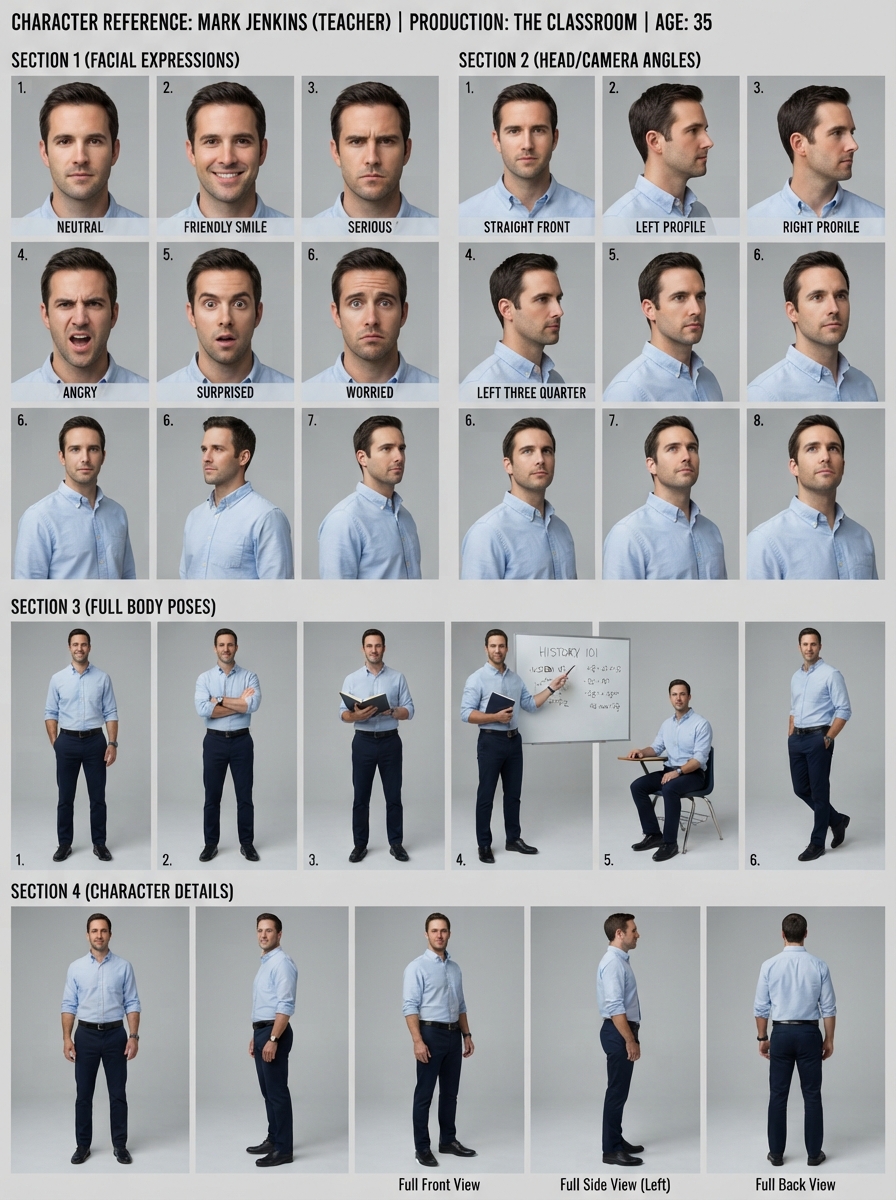 CHARACTER REFERENCE: MARK JENKINS (TEACHER) | PRODUCTION: THE CLASSROOM | AGE: 35
SECTION 1 (FACIAL EXPRESSIONS)
SECTION 2 (HEAD/CAMERA ANGLES)
1.
2.
3.
1.
2.
3.
NEUTRAL
FRIENDLY SMILE
SERIOUS
STRAIGHT FRONT
LEFT PROFILE
RIGHT PRORILE
4.
5.
6.
4.
5.
6.
ANGRY
SURPRISED
WORRIED
LEFT THREE QUARTER
6.
6.
7.
6.
7.
8.
SECTION 3 (FULL BODY POSES)
HISTORY 101
1.
2.
3.
4.
5.
6.
SECTION 4 (CHARACTER DETAILS)
Full Front View
Full Side View (Left)
Full Back View